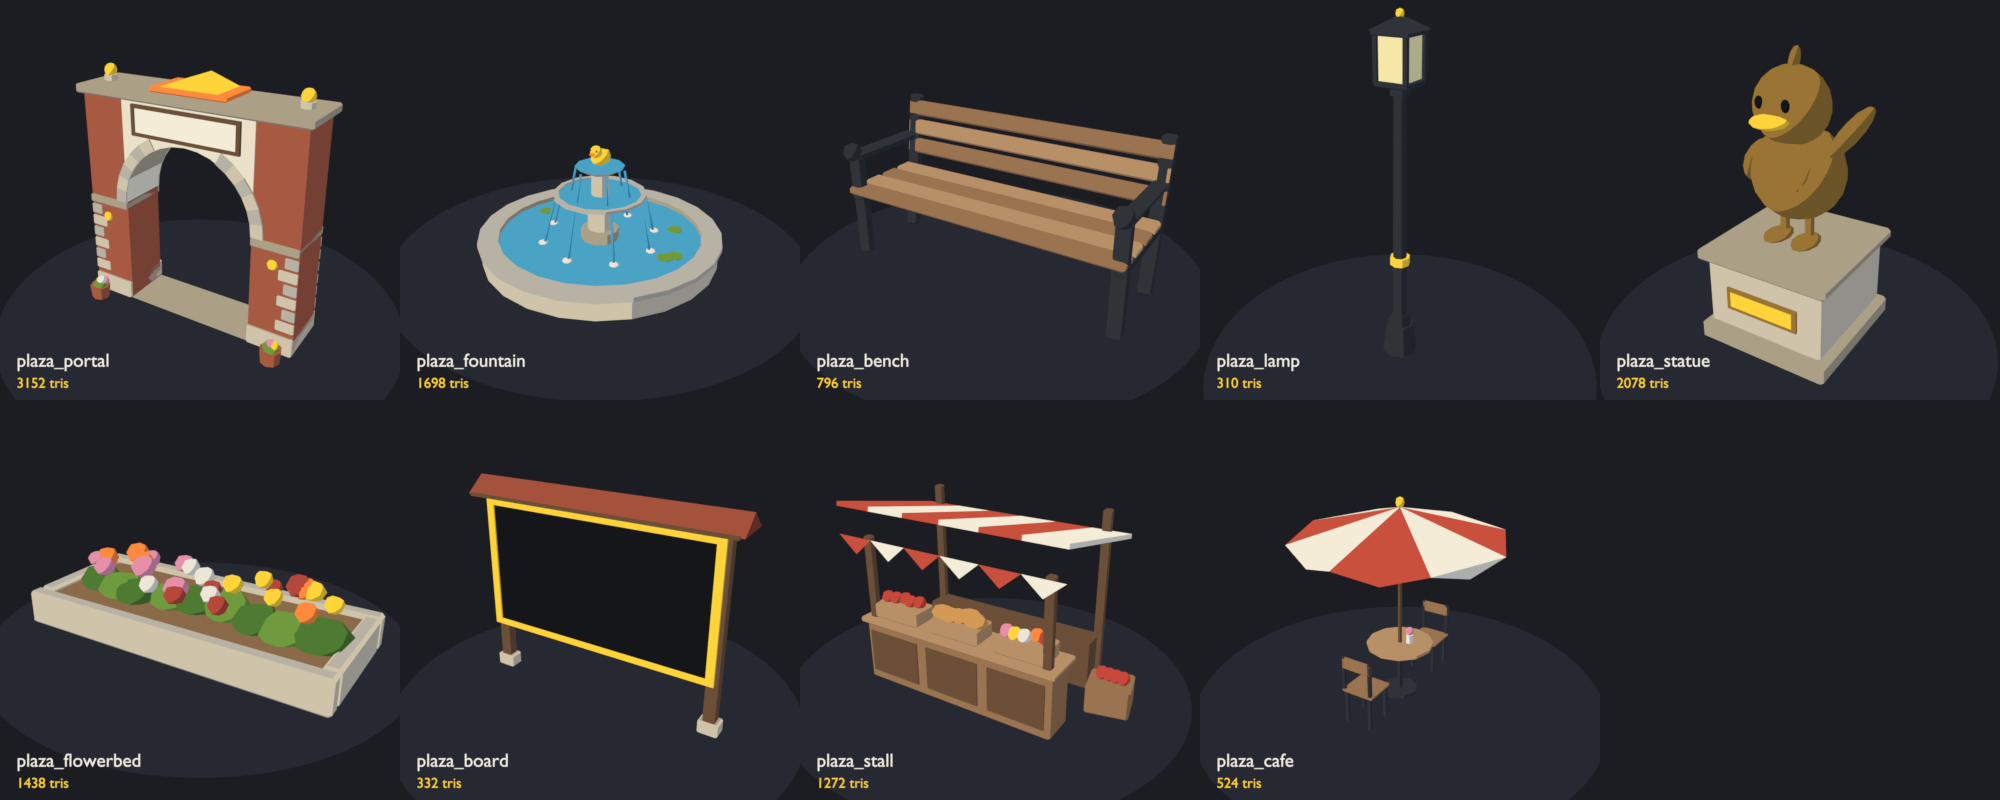 plaza_portal
3152 tris
plaza_fountain
1698 tris
plaza_bench
796 tris
plaza_lamp
310 tris
plaza_statue
2078 tris
plaza_flowerbed
1438 tris
plaza_board
332 tris
plaza_stall
1272 tris
plaza_cafe
524 tris